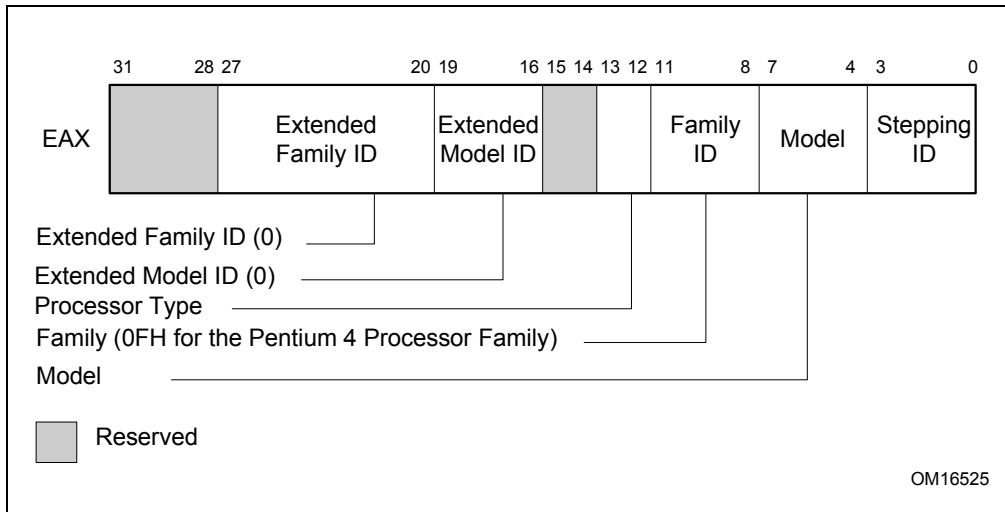 31 28 27 20 19 16 15 14 13 12 11 8 7 4 3 0
EAX
Extended
Family ID
Extended
Model ID
Family
ID
Model
Stepping
ID
Extended Family ID (0)
Extended Model ID (0)
Processor Type
Family (0FH for the Pentium 4 Processor Family)
Model
Reserved
OM16525